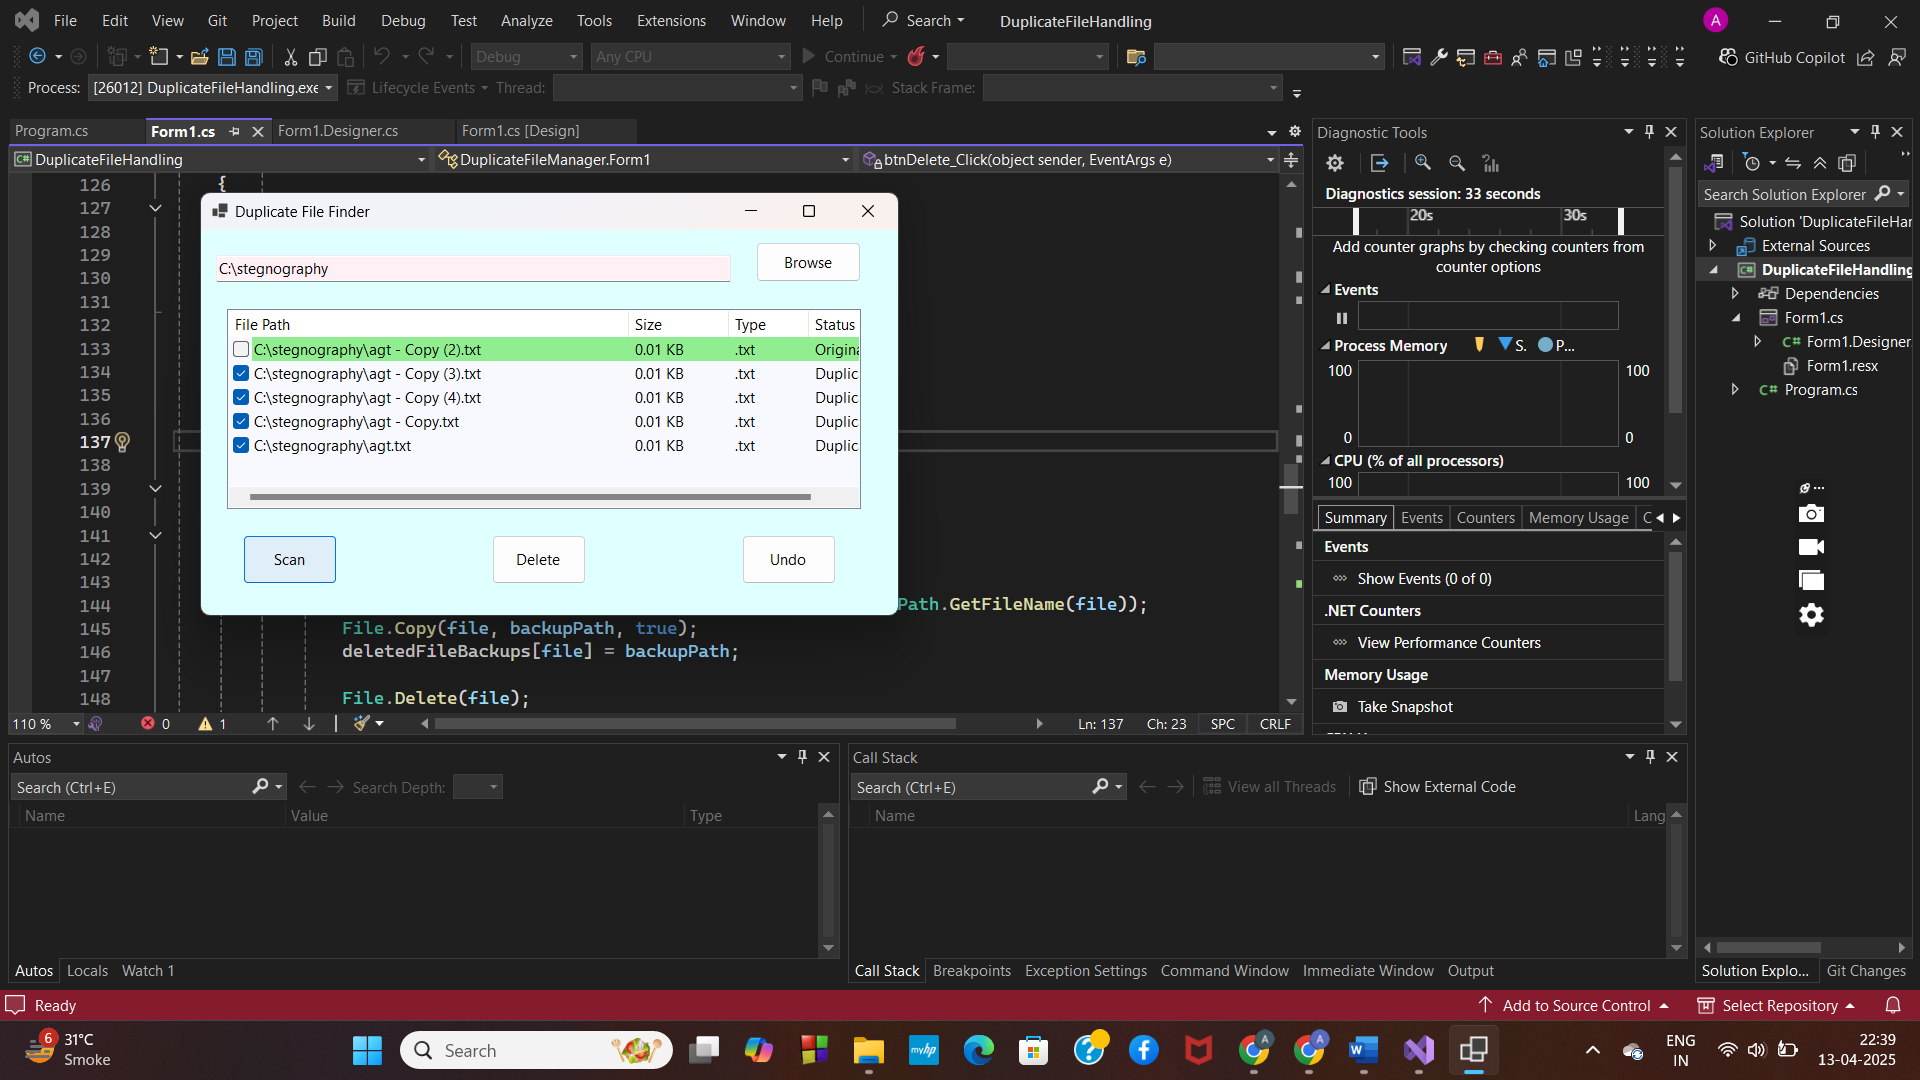 File Edit View Git Project Build Debug Test Analyze Tools Extensions Window Help Search DuplicateFileHandling A
Debug Any CPU Continue GitHub Copilot
Process: [26012] DuplicateFileHandling.exe Lifecycle Events Thread: Stack Frame:
Program.cs Form1.cs Form1.Designer.cs Form1.cs [Design]
C# DuplicateFileHandling DuplicateFileManager.Form1 btnDelete_Click(object sender, EventArgs e)
126 {
127
128
129
130
131
132
133
134
135
136
137
138
139
140
141
142
143
144 Path.GetFileName(file));
145 File.Copy(file, backupPath, true);
146 deletedFileBackups[file] = backupPath;
147
148 File.Delete(file);
Duplicate File Finder
C:\stegnography Browse
File Path Size Type Status
C:\stegnography\agt - Copy (2).txt 0.01 KB .txt Origina
C:\stegnography\agt - Copy (3).txt 0.01 KB .txt Duplic
C:\stegnography\agt - Copy (4).txt 0.01 KB .txt Duplic
C:\stegnography\agt - Copy.txt 0.01 KB .txt Duplic
C:\stegnography\agt.txt 0.01 KB .txt Duplic
Scan Delete Undo
110 % 0 1 Ln: 137 Ch: 23 SPC CRLF
Diagnostic Tools
Diagnostics session: 33 seconds
20s 30s
Add counter graphs by checking counters from
counter options
Events
Process Memory S. P...
100 100
0 0
CPU (% of all processors)
100 100
Summary Events Counters Memory Usage C
Events
Show Events (0 of 0)
.NET Counters
View Performance Counters
Memory Usage
Take Snapshot
Solution Explorer
Search Solution Explorer
Solution 'DuplicateFileHar
External Sources
C# DuplicateFileHandling
Dependencies
Form1.cs
C# Form1.Designer.
Form1.resx
C# Program.cs
Autos
Search (Ctrl+E) Search Depth:
Name Value Type
Autos Locals Watch 1
Call Stack
Search (Ctrl+E) View all Threads Show External Code
Name Lang
Call Stack Breakpoints Exception Settings Command Window Immediate Window Output
Solution Explo... Git Changes
Ready Add to Source Control Select Repository
6 31°C
Smoke
Search
myhp
A A
ENG
IN
22:39
13-04-2025